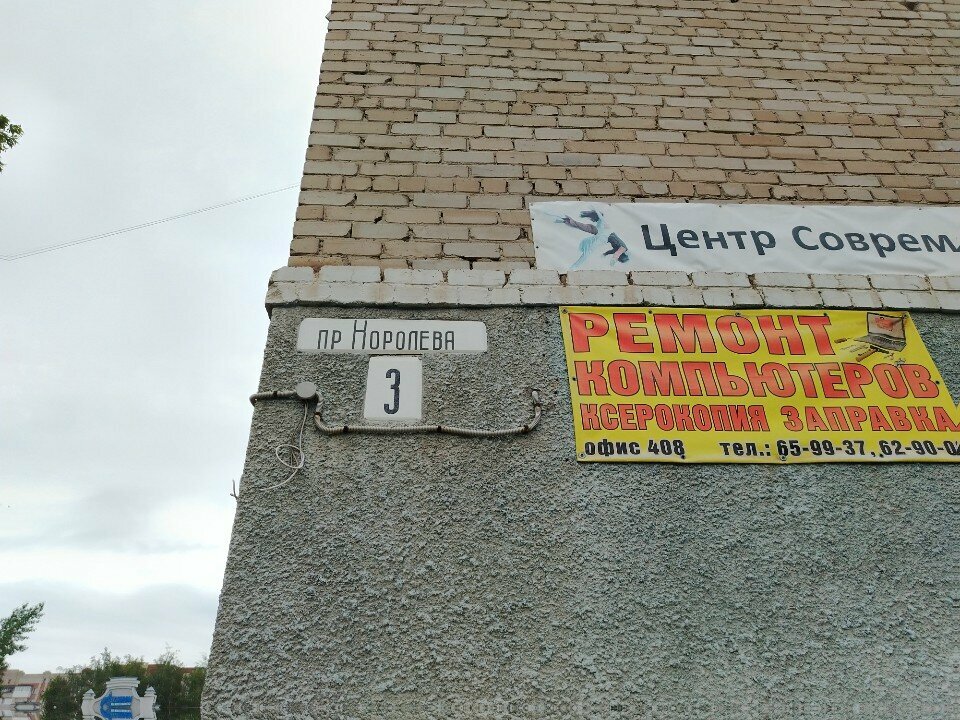 Центр Соврем
пр Королева
3
РЕМОНТ
КОМПЬЮТЕРОВ
КСЕРОКОПИЯ ЗАПРАВКА
офис 408 тел.: 65-99-37, 62-90-0